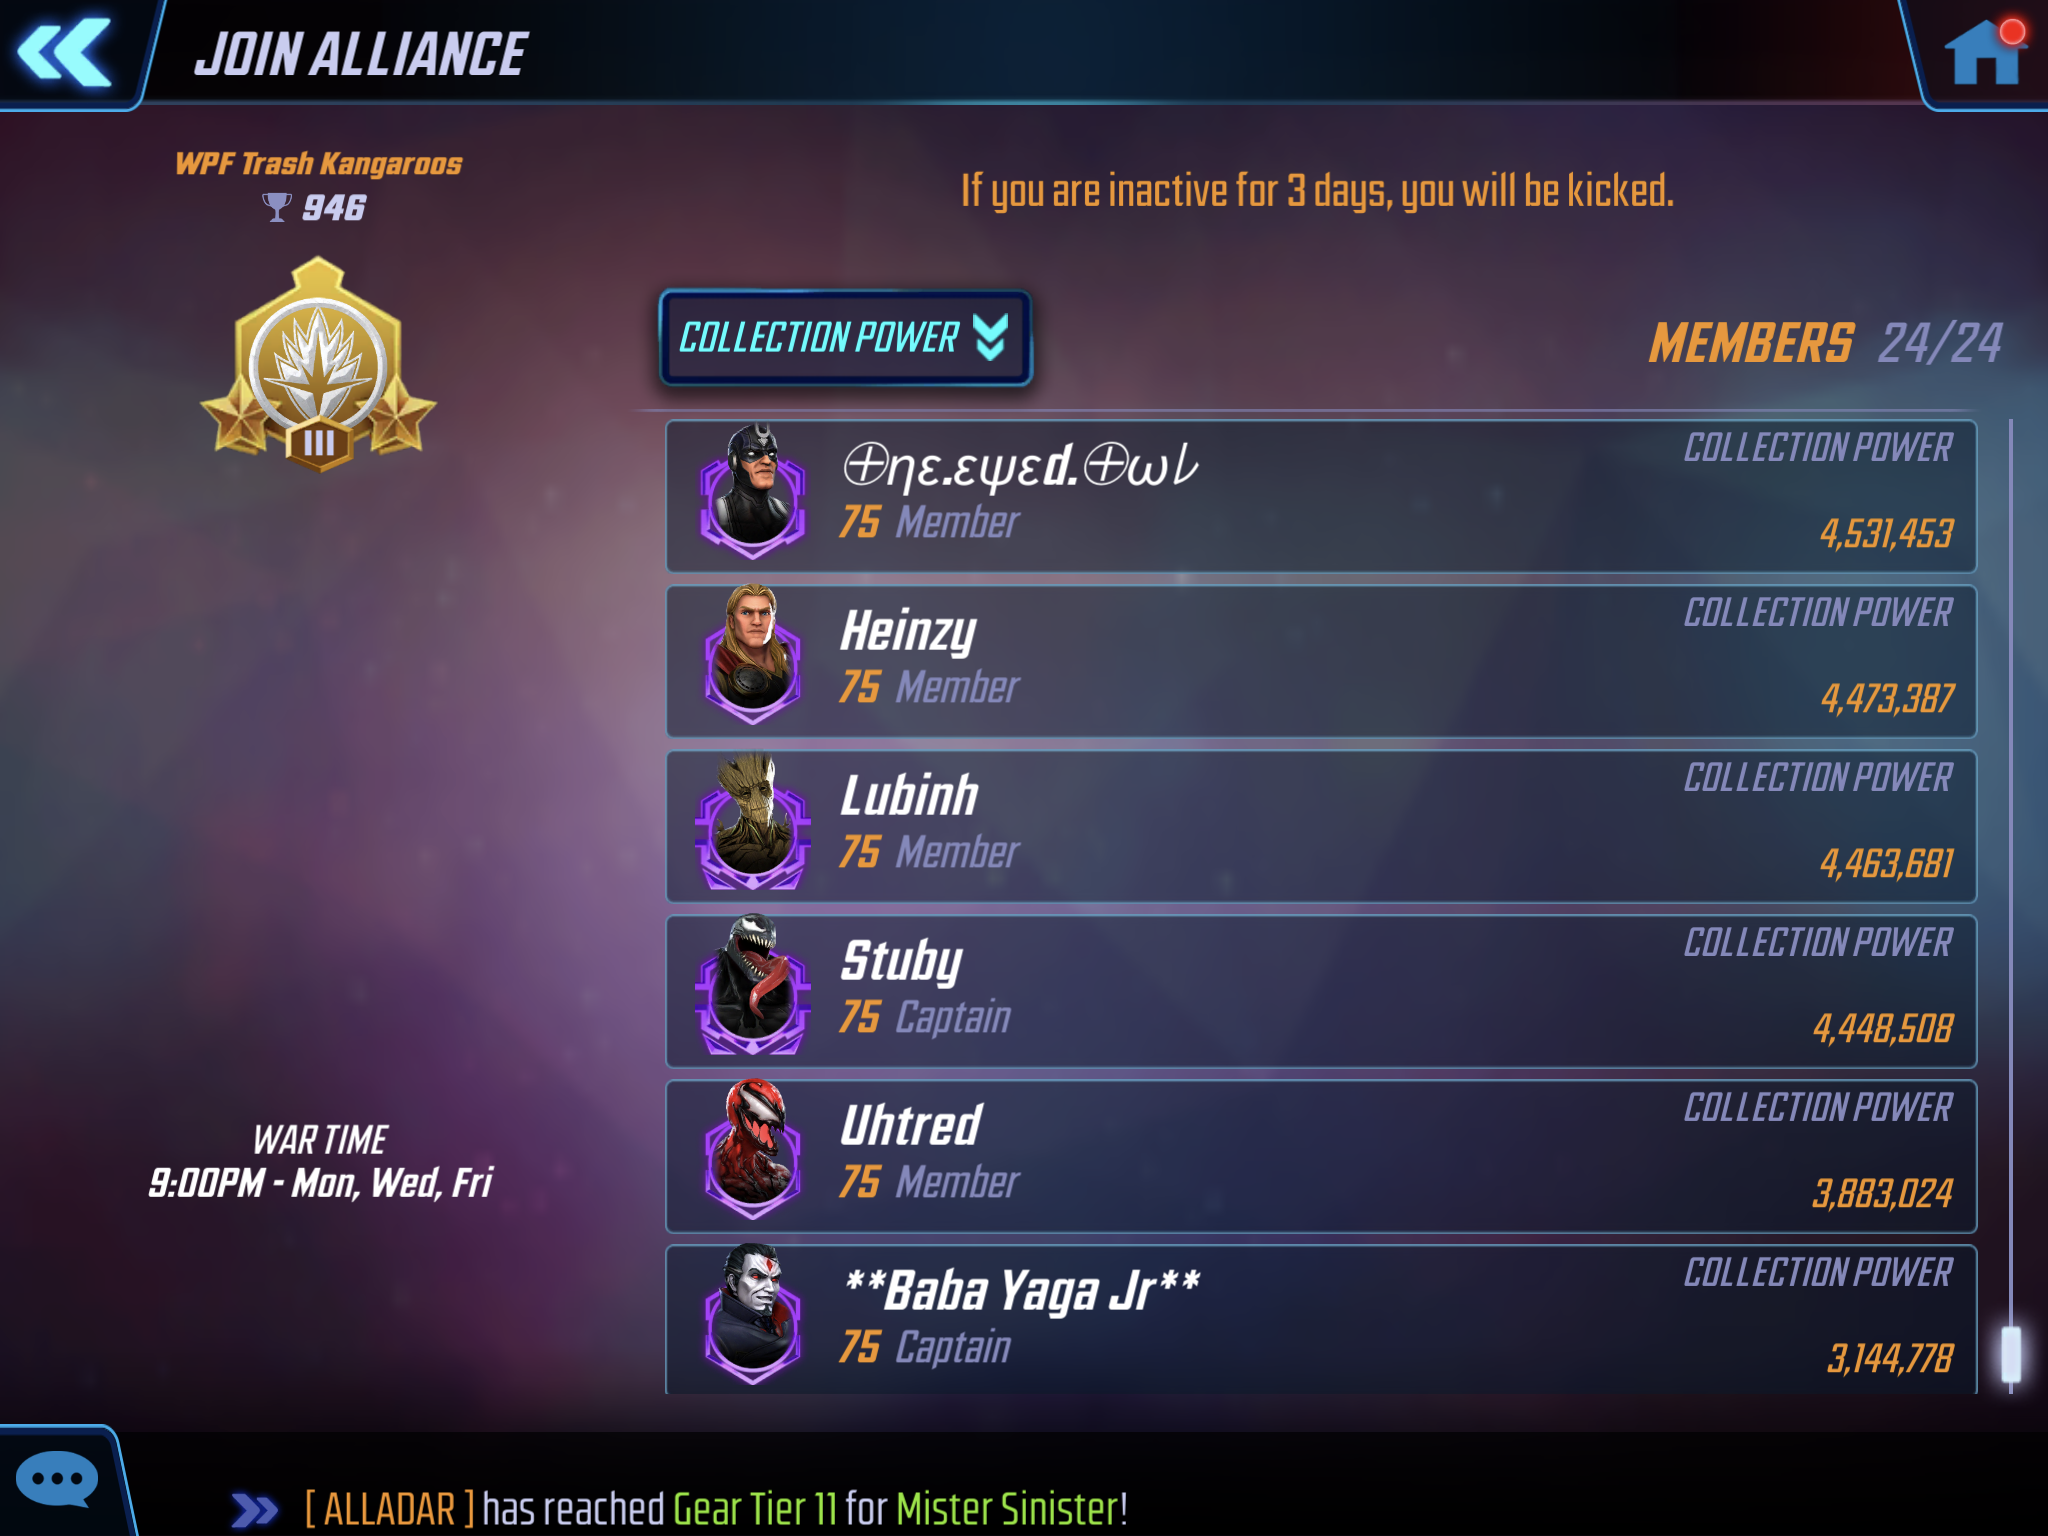 JOIN ALLIANCE
WPF Trash Kangaroos
946
III
If you are inactive for 3 days, you will be kicked.
COLLECTION POWER
MEMBERS 24/24
⊕ηε.εψεd.⊕ω﻿し
75 Member
COLLECTION POWER
4,531,453
Heinzy
75 Member
COLLECTION POWER
4,473,387
Lubinh
75 Member
COLLECTION POWER
4,463,681
Stuby
75 Captain
COLLECTION POWER
4,448,508
Uhtred
75 Member
COLLECTION POWER
3,883,024
**Baba Yaga Jr**
75 Captain
COLLECTION POWER
3,144,778
WAR TIME
9:00PM - Mon, Wed, Fri
[ ALLADAR ] has reached Gear Tier 11 for Mister Sinister!